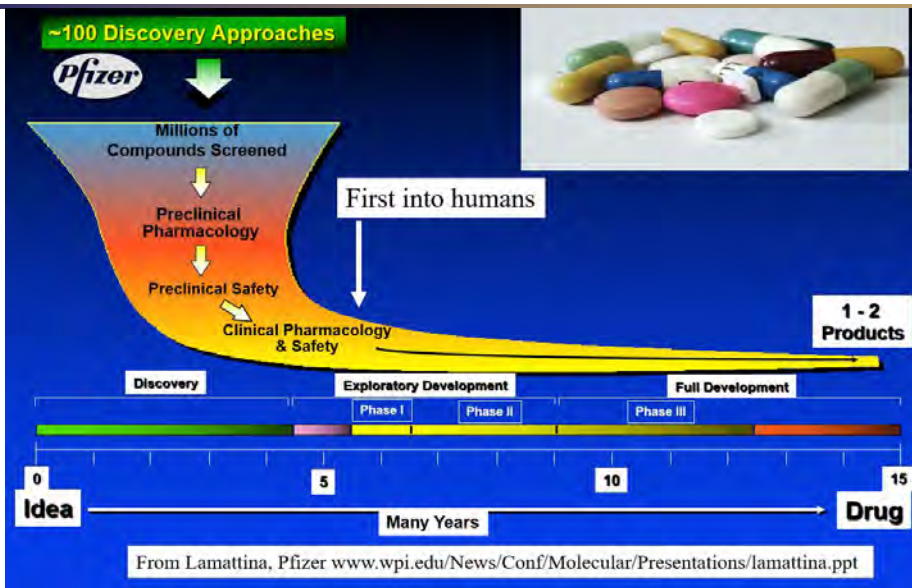 ~100 Discovery Approaches
Pfizer
Millions of
Compounds Screened
Preclinical
Pharmacology
Preclinical Safety
Clinical Pharmacology
& Safety
First into humans
1 - 2
Products
Discovery
Exploratory Development
Full Development
Phase I
Phase II
Phase III
0
5
10
15
Idea
Many Years
Drug
From Lamattina, Pfizer www.wpi.edu/News/Conf/Molecular/Presentations/lamattina.ppt